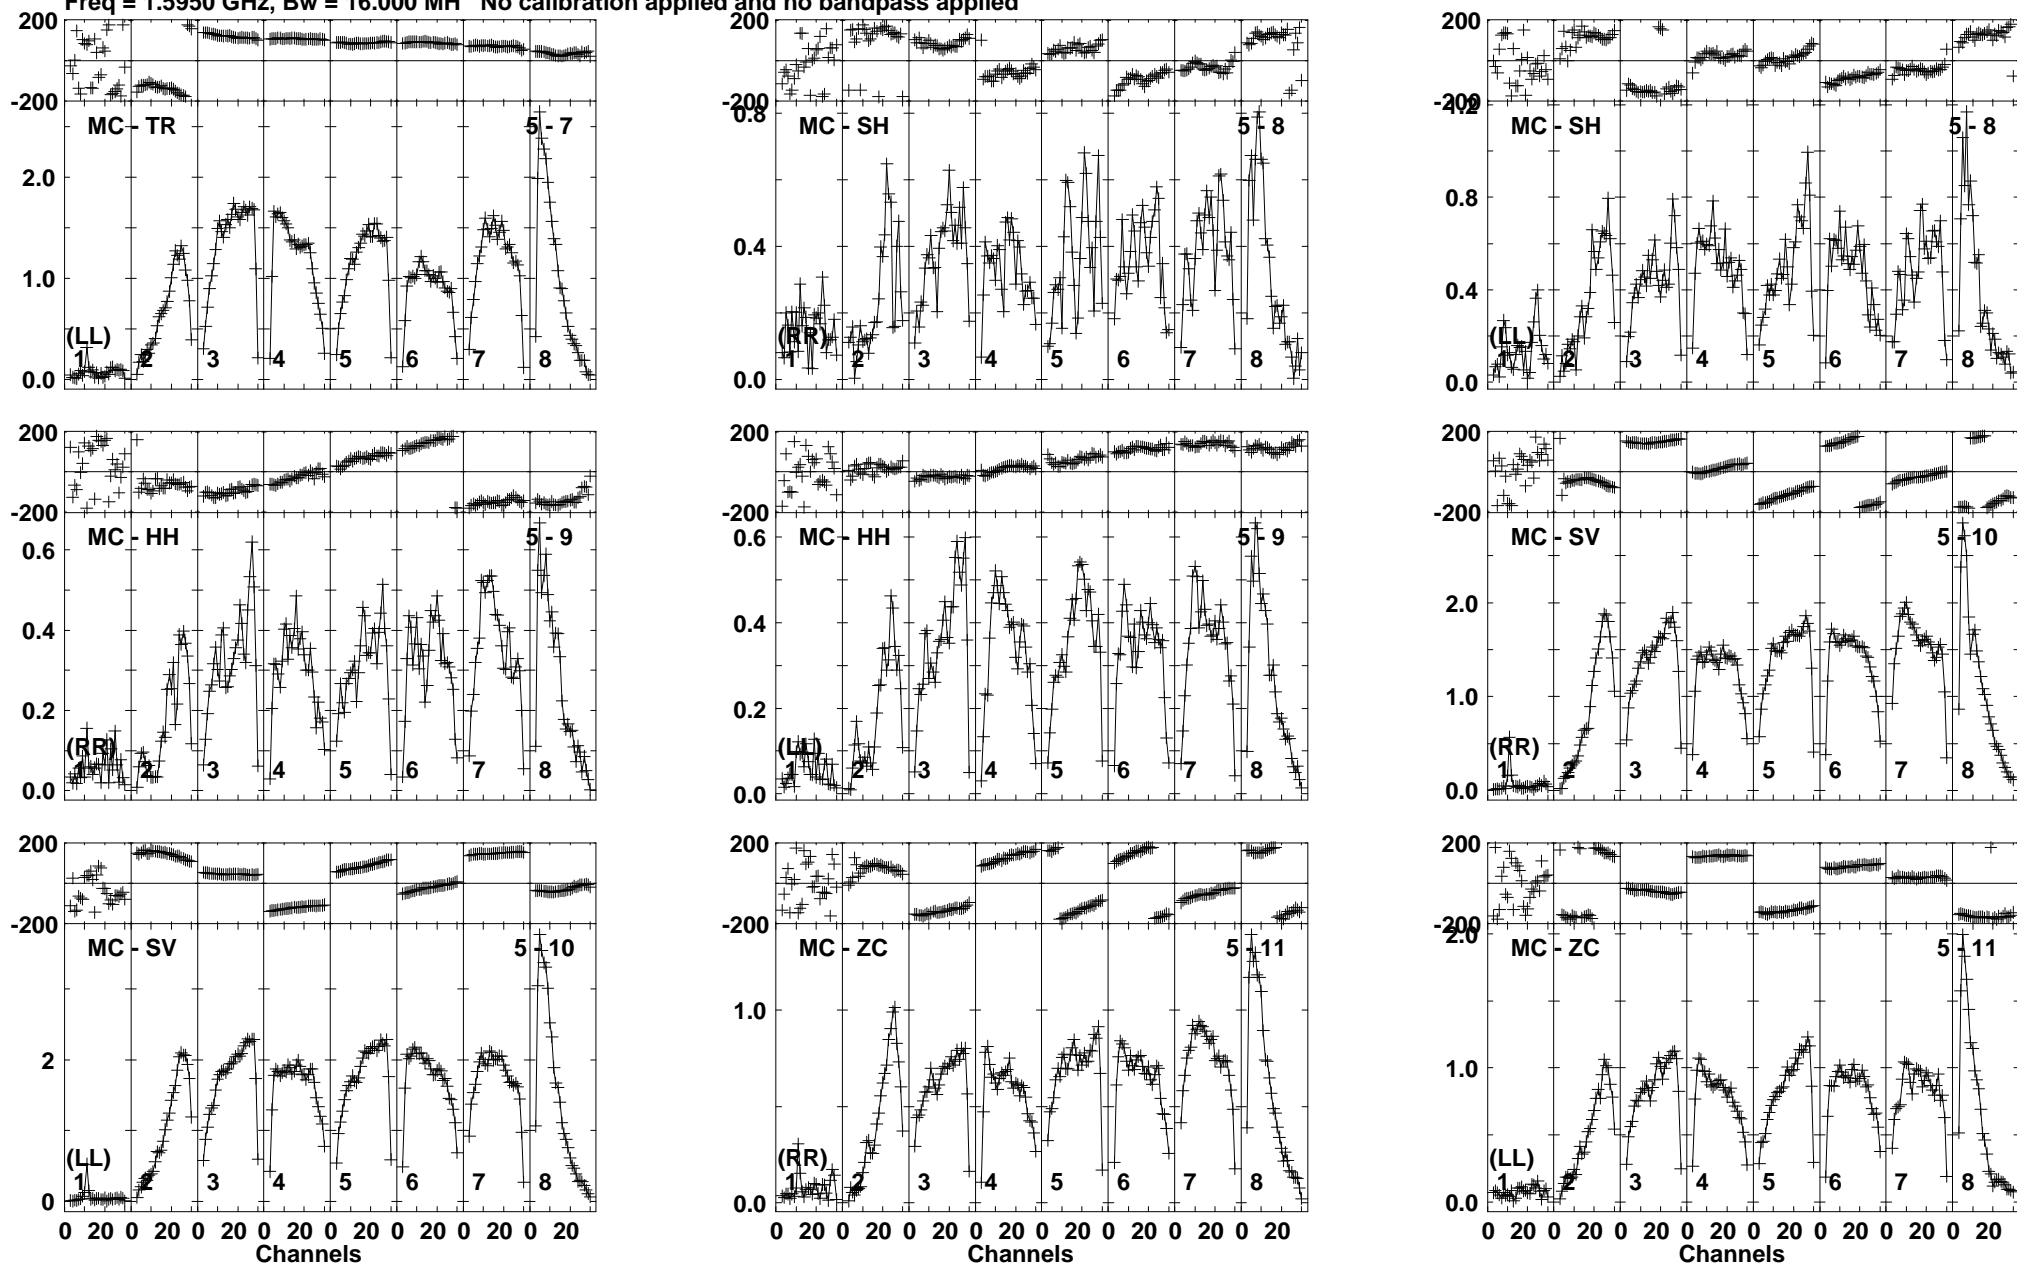 Freq = 1.5950 GHz, Bw = 16.000 MH No calibration applied and no bandpass applied
200 200 200
-200 -200 -200
MC - TR 5 - 7 0.8 MC - SH 5 - 8 1.2 MC - SH 5 - 8
2.0 0.8
1.0 0.4 0.4
(LL) (RR) (LL)
1 2 3 4 5 6 7 8 1 2 3 4 5 6 7 8 1 2 3 4 5 6 7 8
0.0 0.0 0.0
200 200 200
-200 -200 -200
MC - HH 5 - 9 MC - HH 5 - 9 MC - SV 5 - 10
0.6 0.6 2.0
0.4 0.4 1.0
0.2 0.2
(RR) (LL) (RR)
1 2 3 4 5 6 7 8 1 2 3 4 5 6 7 8 1 2 3 4 5 6 7 8
0.0 0.0 0.0
200 200 200
-200 -200 -200
MC - SV 5 - 10 MC - ZC 5 - 11 2.0 MC - ZC 5 - 11
2 1.0 1.0
(LL) (RR) (LL)
1 2 3 4 5 6 7 8 1 2 3 4 5 6 7 8 1 2 3 4 5 6 7 8
0 0.0 0.0
0 20 0 20 0 20 0 20 0 20 0 20 0 20 0 20 0 20 0 20 0 20 0 20 0 20 0 20 0 20 0 20 0 20 0 20 0 20 0 20 0 20 0 20 0 20 0 20
Channels Channels Channels